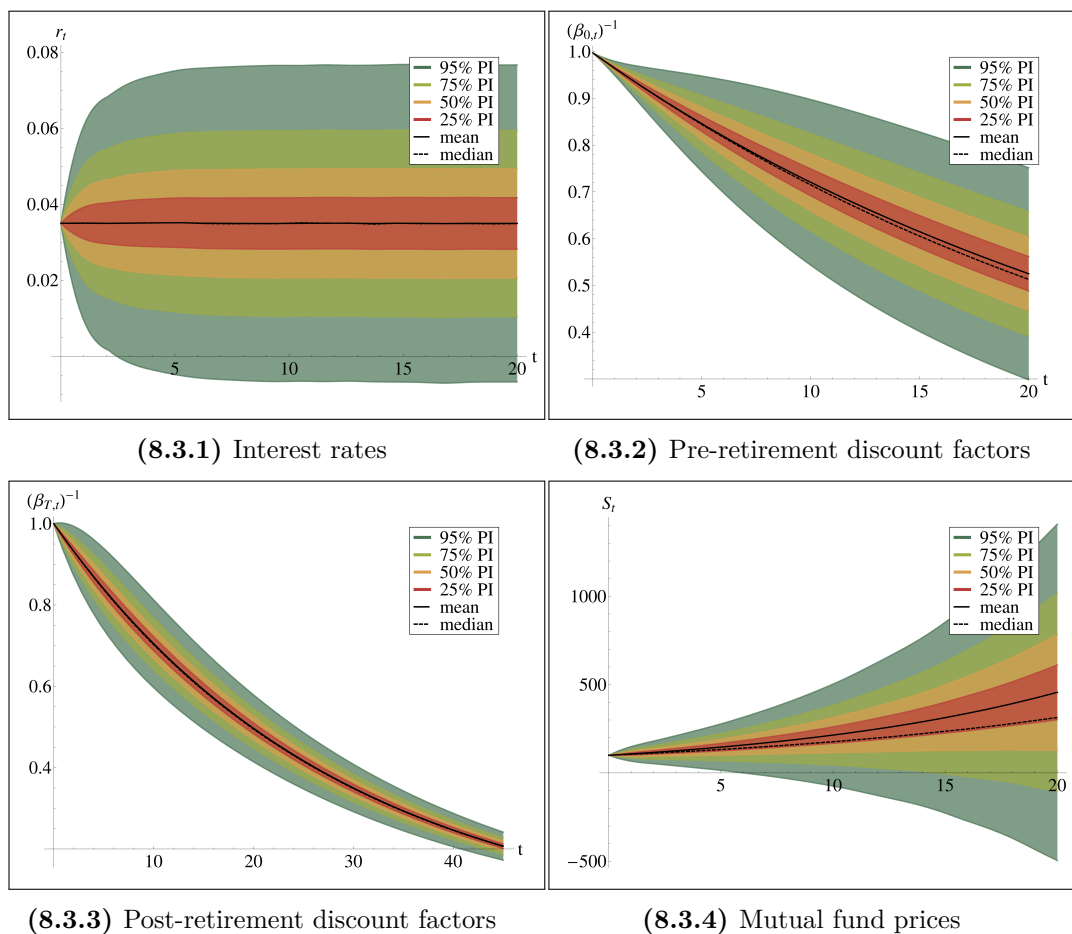 r_t
0.08
0.06
0.04
0.02
5
10
15
20
t
95% PI
75% PI
50% PI
25% PI
mean
median
(8.3.1) Interest rates
(β_{0,t})^{-1}
1.0
0.9
0.8
0.7
0.6
0.5
0.4
5
10
15
20
t
95% PI
75% PI
50% PI
25% PI
mean
median
(8.3.2) Pre-retirement discount factors
(β_{T,t})^{-1}
1.0
0.8
0.6
0.4
10
20
30
40
t
95% PI
75% PI
50% PI
25% PI
mean
median
(8.3.3) Post-retirement discount factors
S_t
1000
500
−500
5
10
15
20
t
95% PI
75% PI
50% PI
25% PI
mean
median
(8.3.4) Mutual fund prices